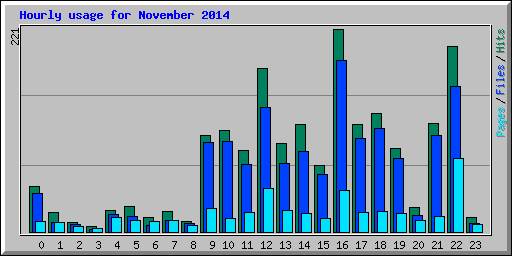 Hourly usage for November 2014
221
Pages / Files / Hits
0 1 2 3 4 5 6 7 8 9 10 11 12 13 14 15 16 17 18 19 20 21 22 23